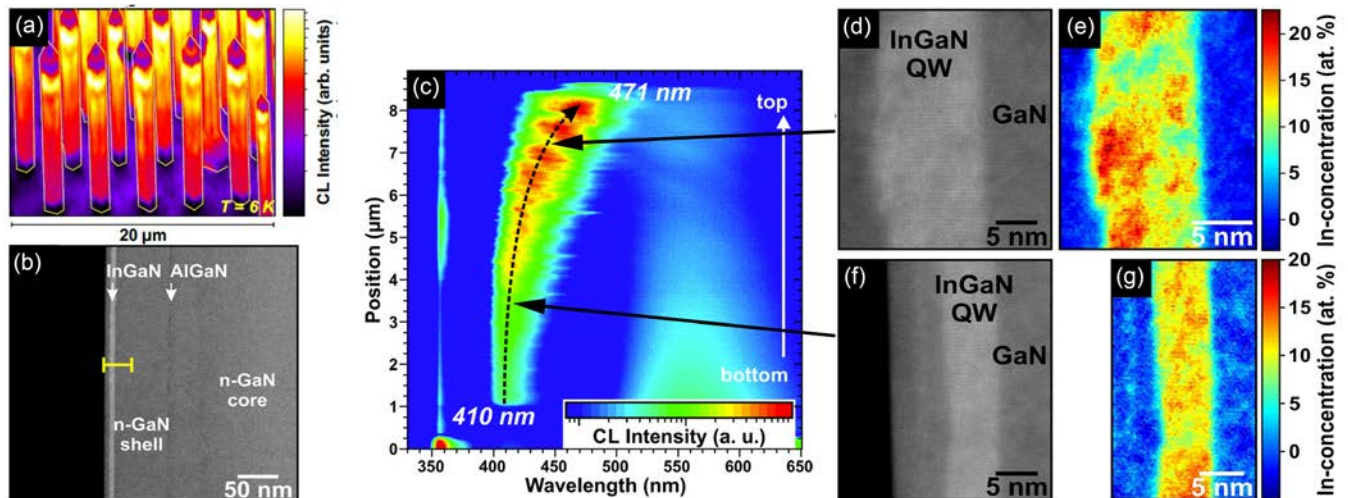 (a)
CL Intensity (arb. units)
T = 6 K
20 µm
(b)
InGaN AlGaN
n-GaN
core
n-GaN
shell
50 nm
(c)
471 nm
top
bottom
410 nm
CL Intensity (a. u.)
Position (µm)
8
7
6
5
4
3
2
1
0
350 400 450 500 550 600 650
Wavelength (nm)
(d)
InGaN
QW
GaN
5 nm
(e)
5 nm
20
15
10
5
0
In-concentration (at. %)
(f)
InGaN
QW
GaN
5 nm
(g)
5 nm
20
15
10
5
0
In-concentration (at. %)